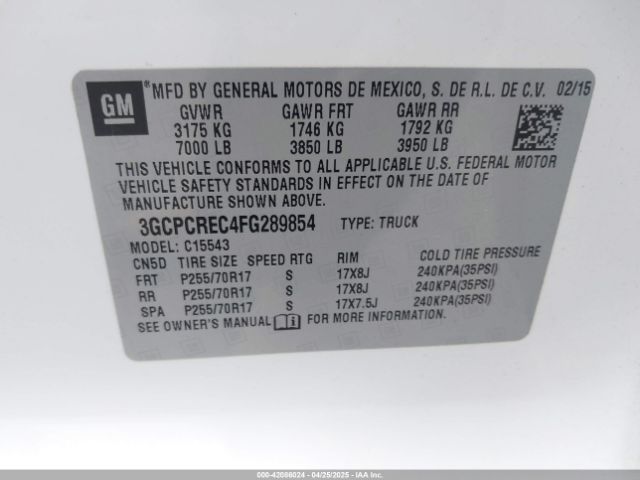 GM ® MFD BY GENERAL MOTORS DE MEXICO, S. DE R.L. DE C.V. 02/15
GVWR GAWR FRT GAWR RR
3175 KG 1746 KG 1792 KG
7000 LB 3850 LB 3950 LB
THIS VEHICLE CONFORMS TO ALL APPLICABLE U.S. FEDERAL MOTOR
VEHICLE SAFETY STANDARDS IN EFFECT ON THE DATE OF
MANUFACTURE SHOWN ABOVE.
3GCPCREC4FG289854 TYPE: TRUCK
MODEL: C15543
CN5D TIRE SIZE SPEED RTG RIM COLD TIRE PRESSURE
FRT P255/70R17 S 17X8J 240KPA(35PSI)
RR P255/70R17 S 17X8J 240KPA(35PSI)
SPA P255/70R17 S 17X7.5J 240KPA(35PSI)
SEE OWNER'S MANUAL FOR MORE INFORMATION.
000-42086024 - 04/25/2025 - IAAI.COM